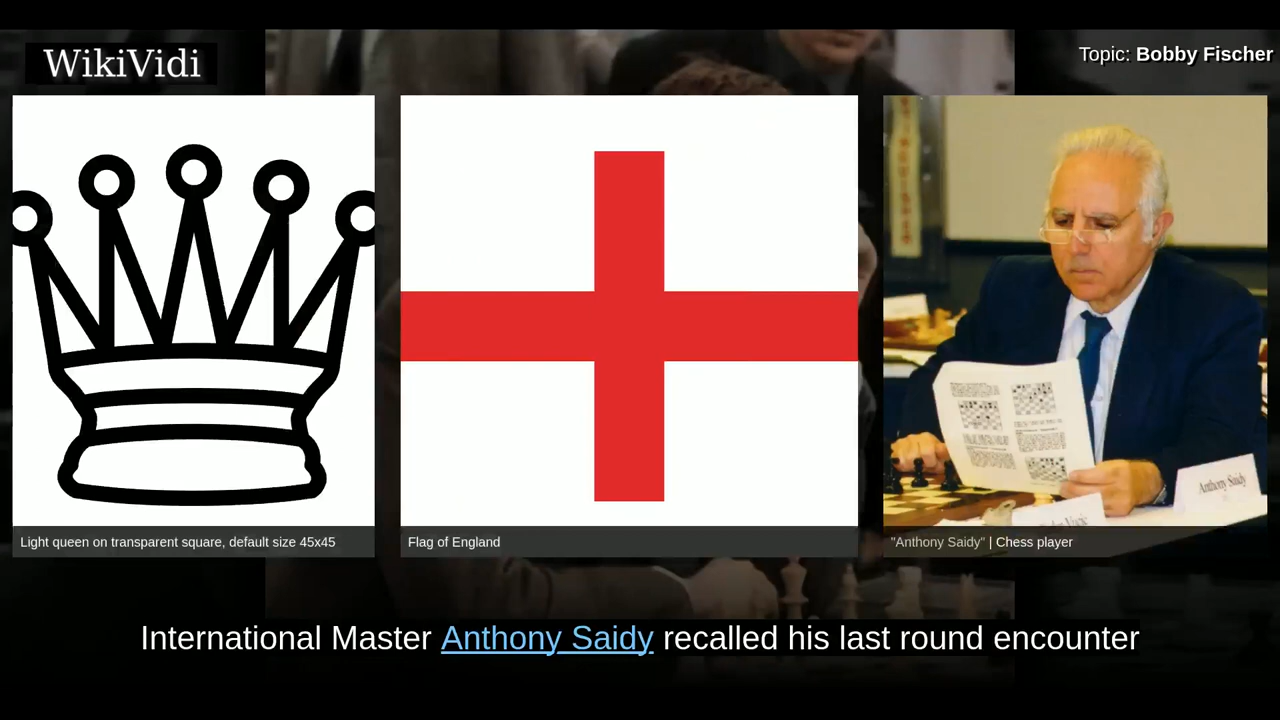 WikiVidi
Topic: Bobby Fischer
Anthony Saidy
Light queen on transparent square, default size 45x45
Flag of England
"Anthony Saidy" | Chess player
International Master Anthony Saidy recalled his last round encounter